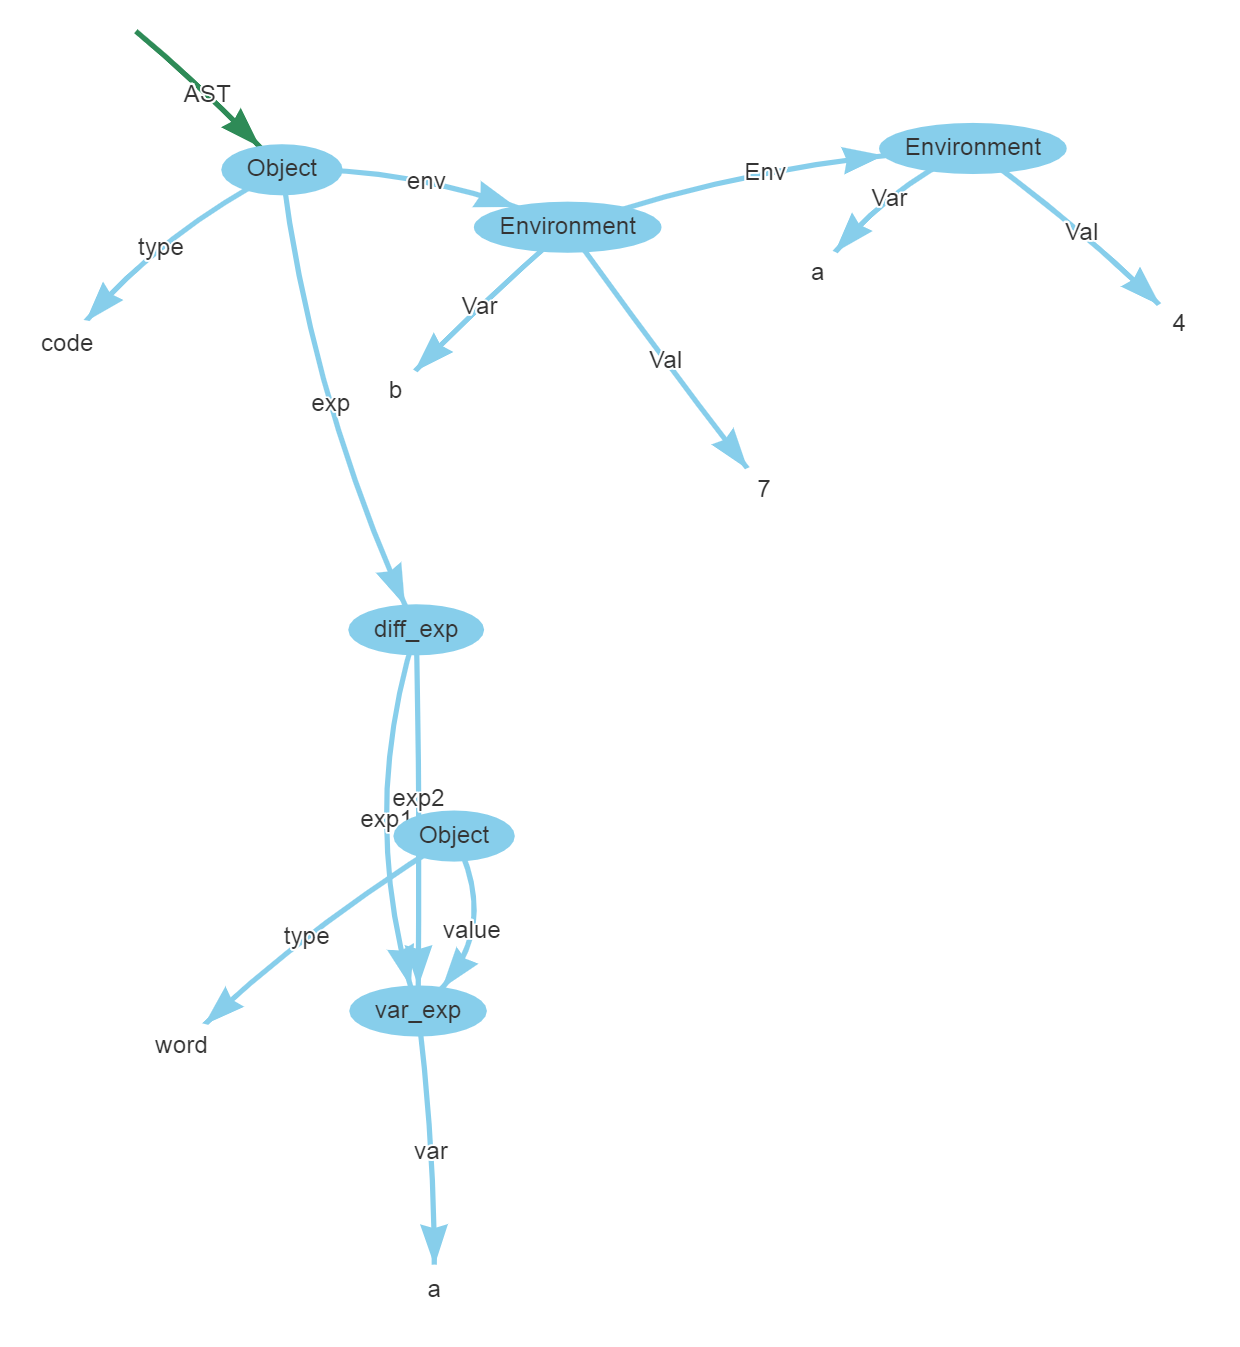 AST
Object
env
Environment
Env
Environment
type
code
exp
Var
b
Val
7
Var
a
Val
4
diff_exp
exp1
exp2
Object
type
word
value
var_exp
var
a